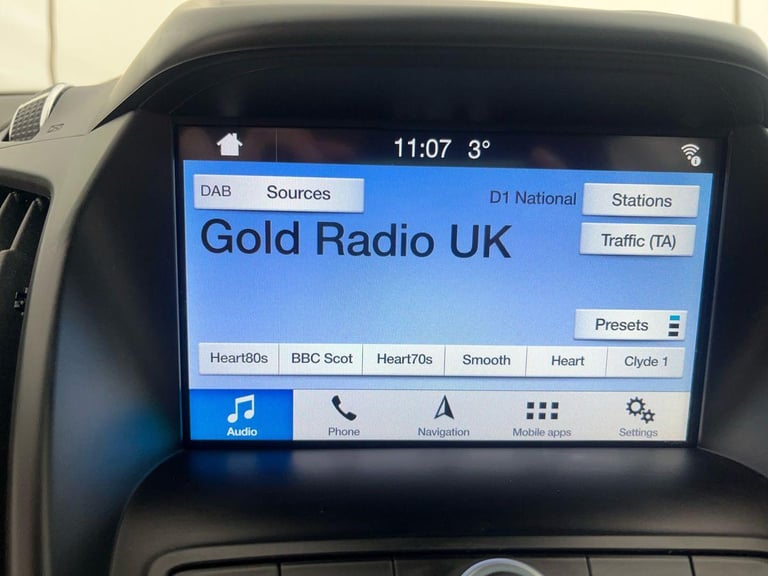 11:07 3°
DAB Sources D1 National Stations
Gold Radio UK Traffic (TA)
Presets
Heart80s BBC Scot Heart70s Smooth Heart Clyde 1
Audio Phone Navigation Mobile apps Settings